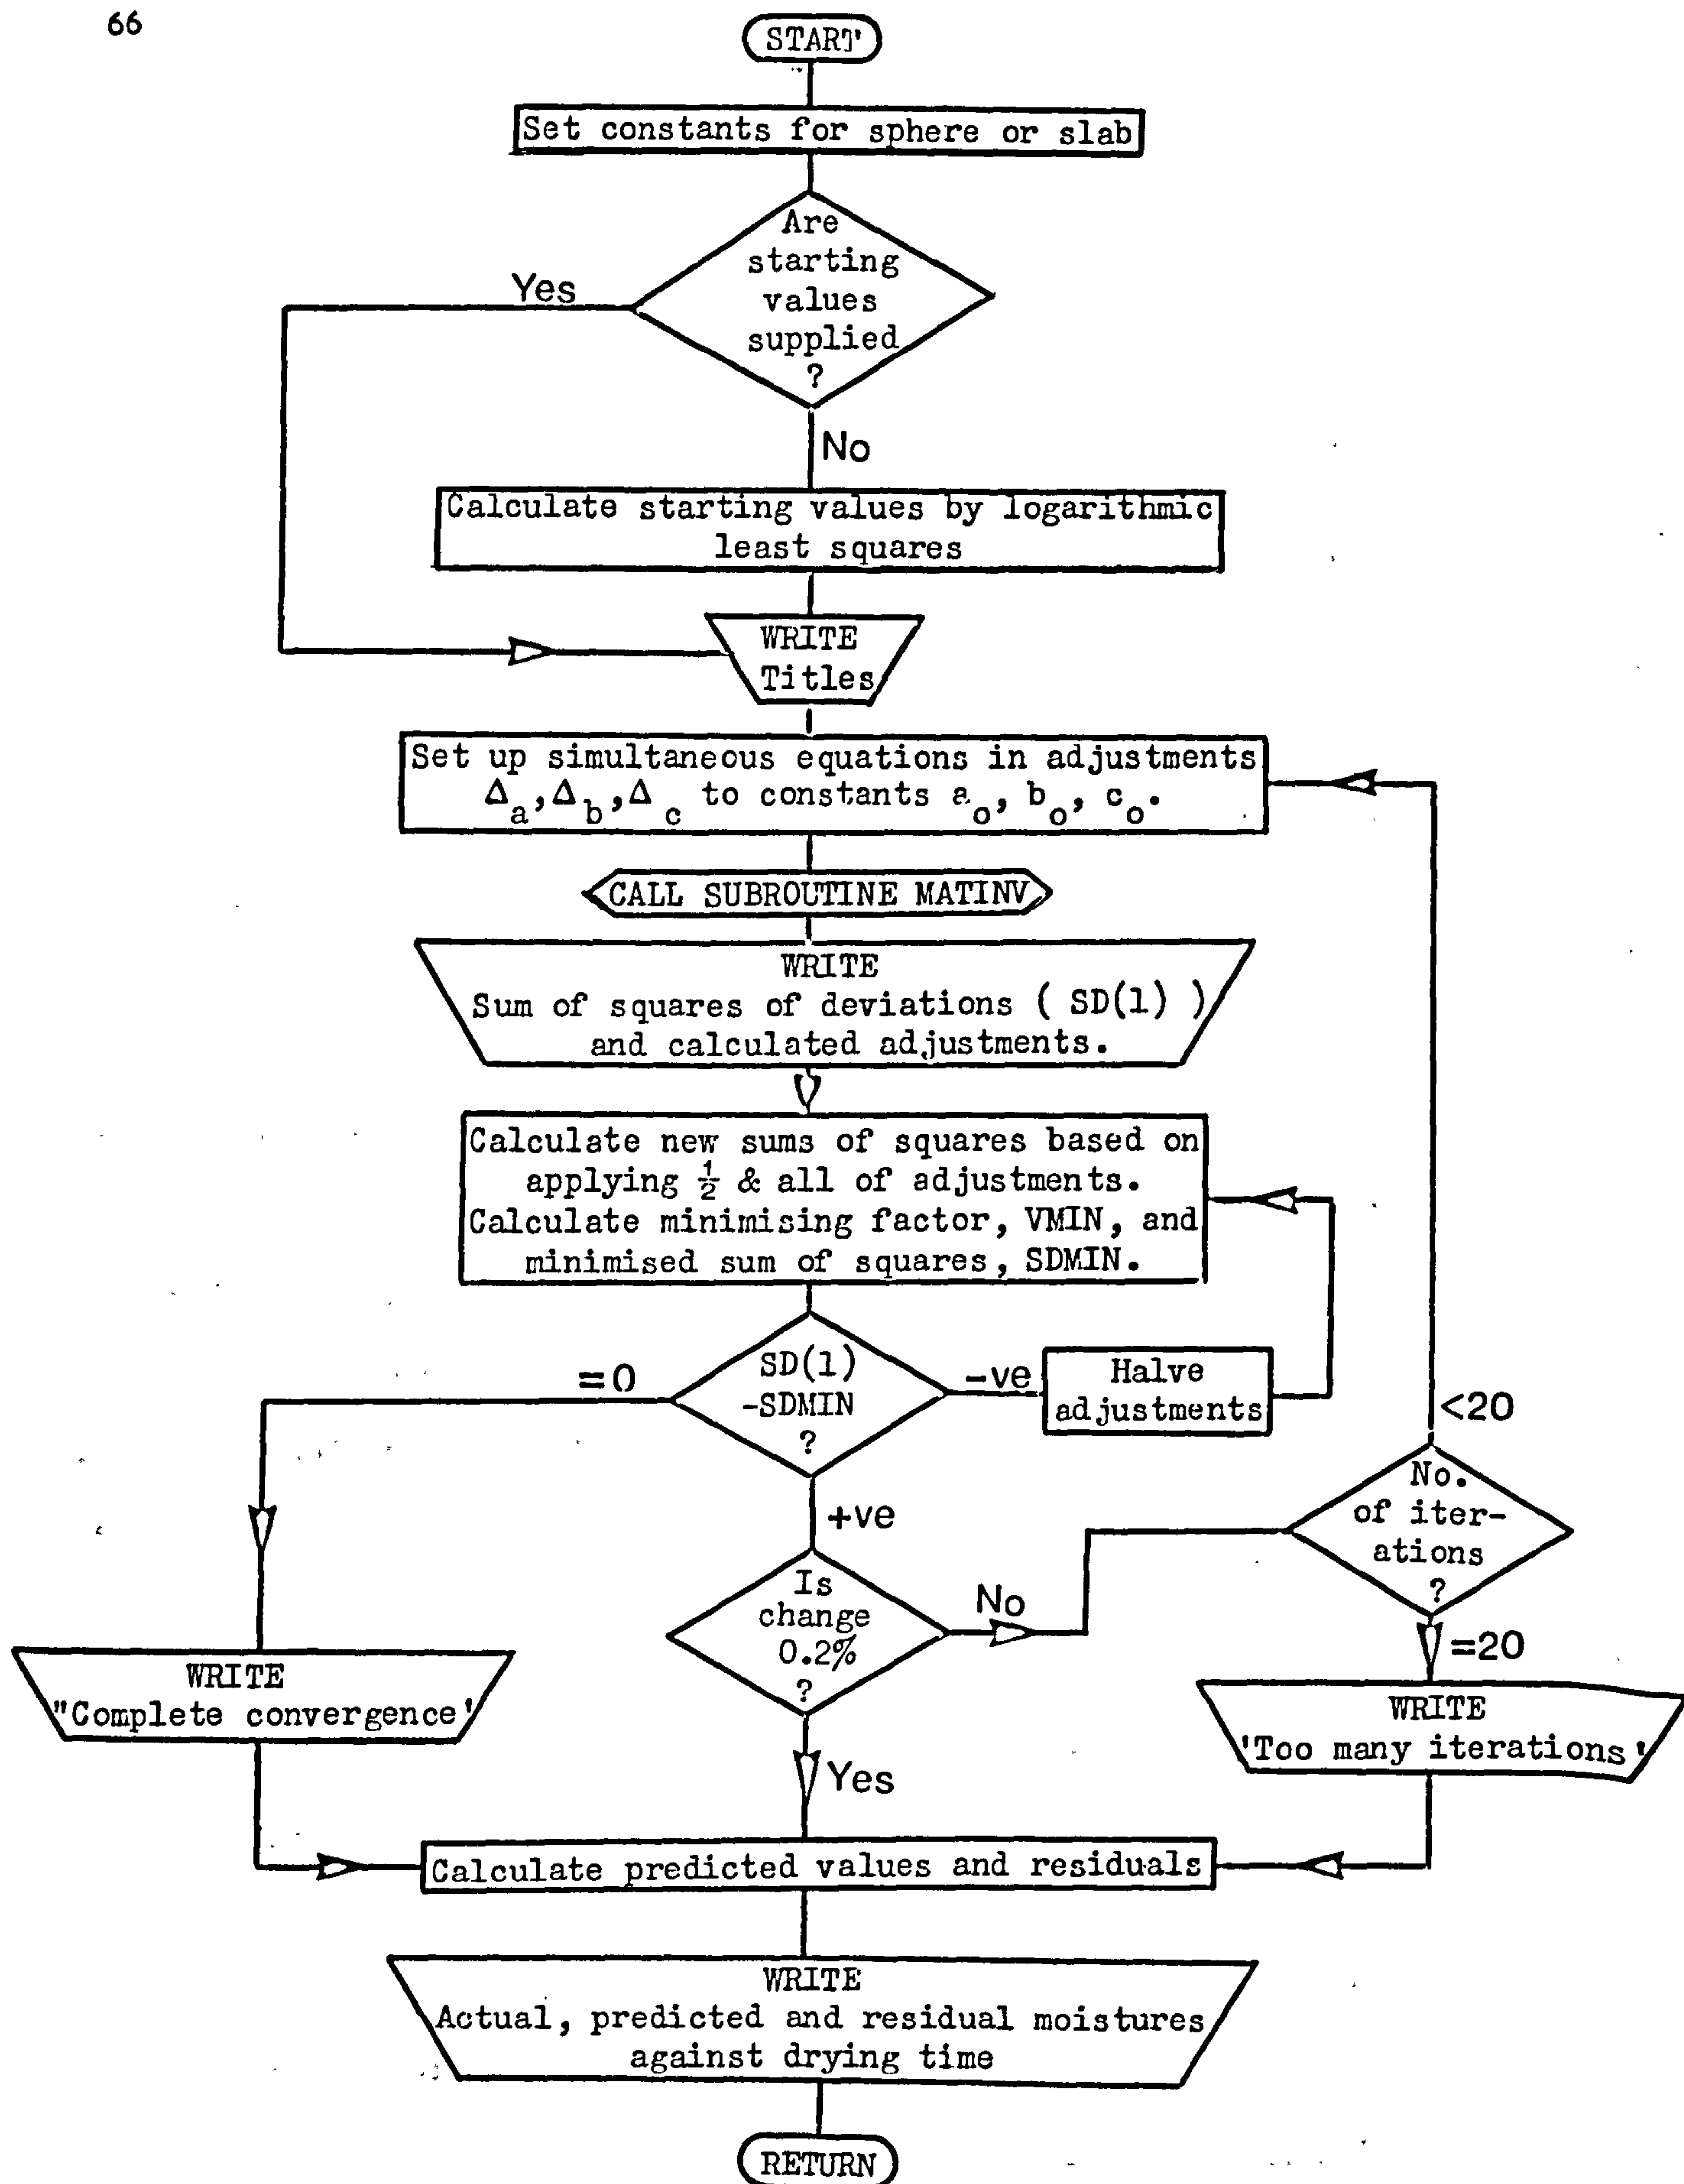 66
START
Set constants for sphere or slab
Are
starting
values
supplied
?
Yes
No
Calculate starting values by logarithmic
least squares
WRITE
Titles
Set up simultaneous equations in adjustments
Δa,Δb,Δc to constants ao, bo, co.
CALL SUBROUTINE MATINV
WRITE
Sum of squares of deviations ( SD(1) )
and calculated adjustments.
Calculate new sums of squares based on
applying ½ & all of adjustments.
Calculate minimising factor, VMIN, and
minimised sum of squares, SDMIN.
SD(1)
-SDMIN
?
=0
-ve
Halve
adjustments
<20
+ve
No.
of iter-
ations
?
Is
change
0.2%
?
No
=20
WRITE
"Complete convergence'
WRITE
'Too many iterations'
Yes
Calculate predicted values and residuals
WRITE
Actual, predicted and residual moistures
against drying time
RETURN